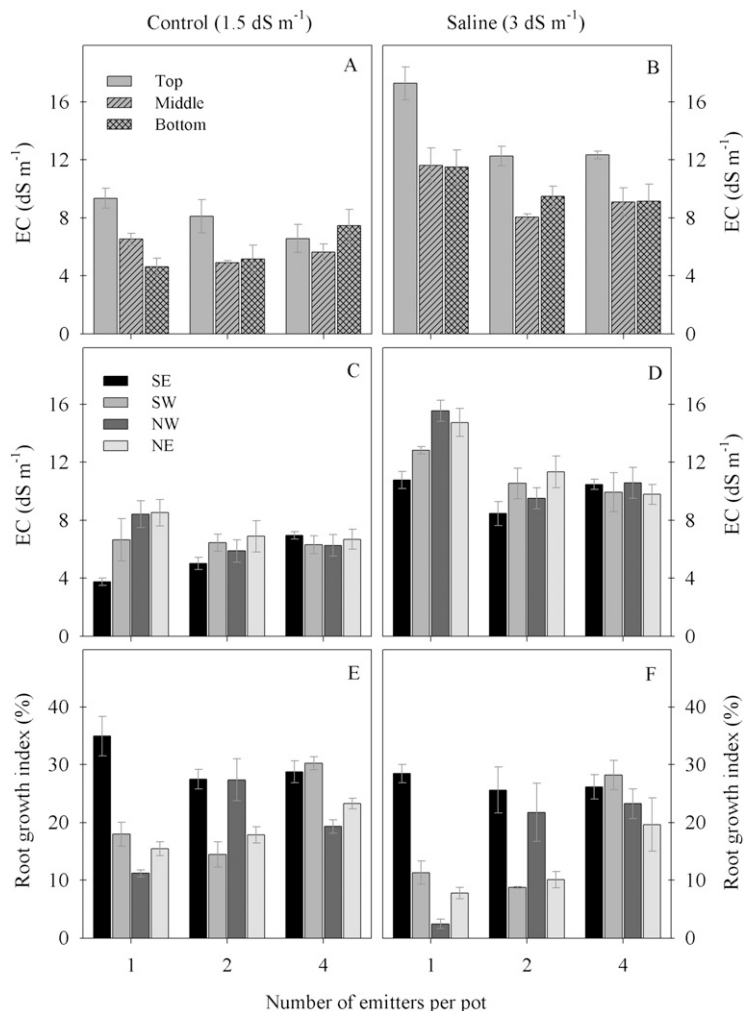 Control (1.5 dS m⁻¹) Saline (3 dS m⁻¹)
A B
Top
Middle
Bottom
EC (dS m⁻¹)
16
12
8
4
0
16
12
8
4
0
EC (dS m⁻¹)
C D
SE
SW
NW
NE
EC (dS m⁻¹)
16
12
8
4
0
16
12
8
4
0
EC (dS m⁻¹)
E F
Root growth index (%)
40
30
20
10
0
40
30
20
10
0
Root growth index (%)
1 2 4 1 2 4
Number of emitters per pot